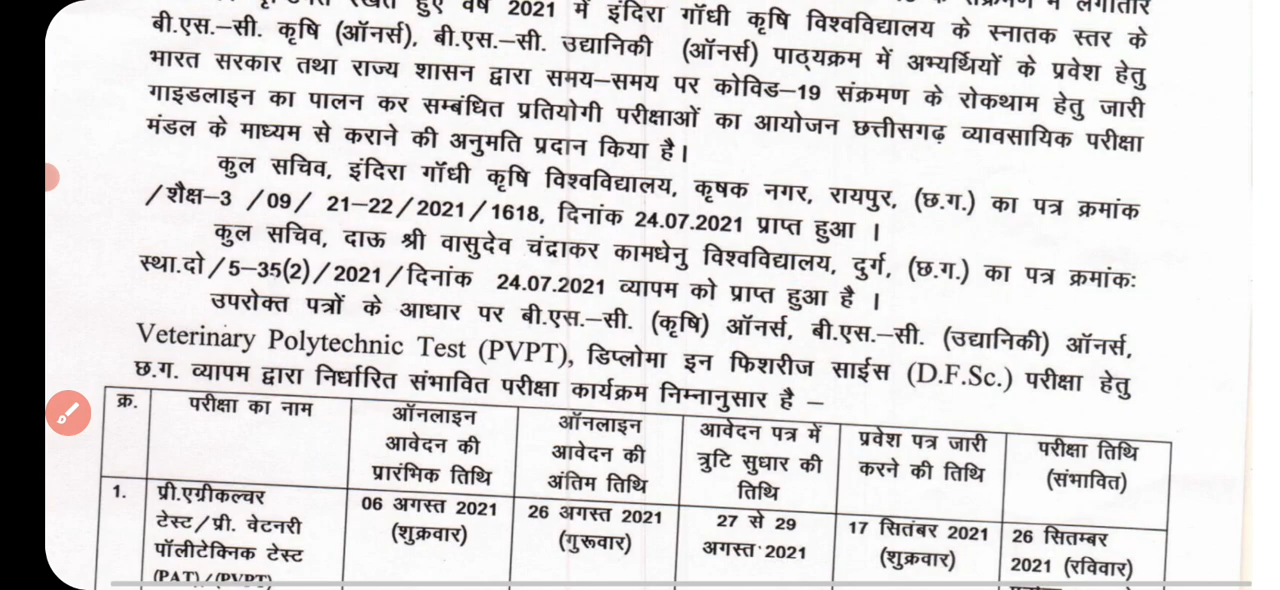 हुए वर्ष 2021 में इंदिरा गाँधी कृषि विश्वविद्यालय के स्नातक स्तर के
बी.एस.–सी. कृषि (ऑनर्स), बी.एस.–सी. उद्यानिकी (ऑनर्स) पाठ्यक्रम में अभ्यर्थियों के प्रवेश हेतु
भारत सरकार तथा राज्य शासन द्वारा समय–समय पर कोविड–19 संक्रमण के रोकथाम हेतु जारी
गाइडलाइन का पालन कर सम्बंधित प्रतियोगी परीक्षाओं का आयोजन छत्तीसगढ़ व्यावसायिक परीक्षा
मंडल के माध्यम से कराने की अनुमति प्रदान किया है।
कुल सचिव, इंदिरा गाँधी कृषि विश्वविद्यालय, कृषक नगर, रायपुर, (छ.ग.) का पत्र क्रमांक
/शैक्ष–3 /09/ 21–22/2021/1618, दिनांक 24.07.2021 प्राप्त हुआ ।
कुल सचिव, दाऊ श्री वासुदेव चंद्राकर कामधेनु विश्वविद्यालय, दुर्ग, (छ.ग.) का पत्र क्रमांक:
स्था.दो/5–35(2)/2021/दिनांक 24.07.2021 व्यापम को प्राप्त हुआ है ।
उपरोक्त पत्रों के आधार पर बी.एस.–सी. (कृषि) ऑनर्स, बी.एस.–सी. (उद्यानिकी) ऑनर्स,
Veterinary Polytechnic Test (PVPT), डिप्लोमा इन फिशरीज साईस (D.F.Sc.) परीक्षा हेतु
छ.ग. व्यापम द्वारा निर्धारित संभावित परीक्षा कार्यक्रम निम्नानुसार है –
क्र. परीक्षा का नाम
ऑनलाइन
आवेदन की
प्रारंभिक तिथि
ऑनलाइन
आवेदन की
अंतिम तिथि
आवेदन पत्र में
त्रुटि सुधार की
तिथि
प्रवेश पत्र जारी
करने की तिथि
परीक्षा तिथि
(संभावित)
1. प्री.एग्रीकल्चर
टेस्ट/प्री. वेटनरी
पॉलीटेक्निक टेस्ट
(PAT)/(PVPT)
06 अगस्त 2021
(शुक्रवार)
26 अगस्त 2021
(गुरूवार)
27 से 29
अगस्त 2021
17 सितंबर 2021
(शुक्रवार)
26 सितम्बर
2021 (रविवार)